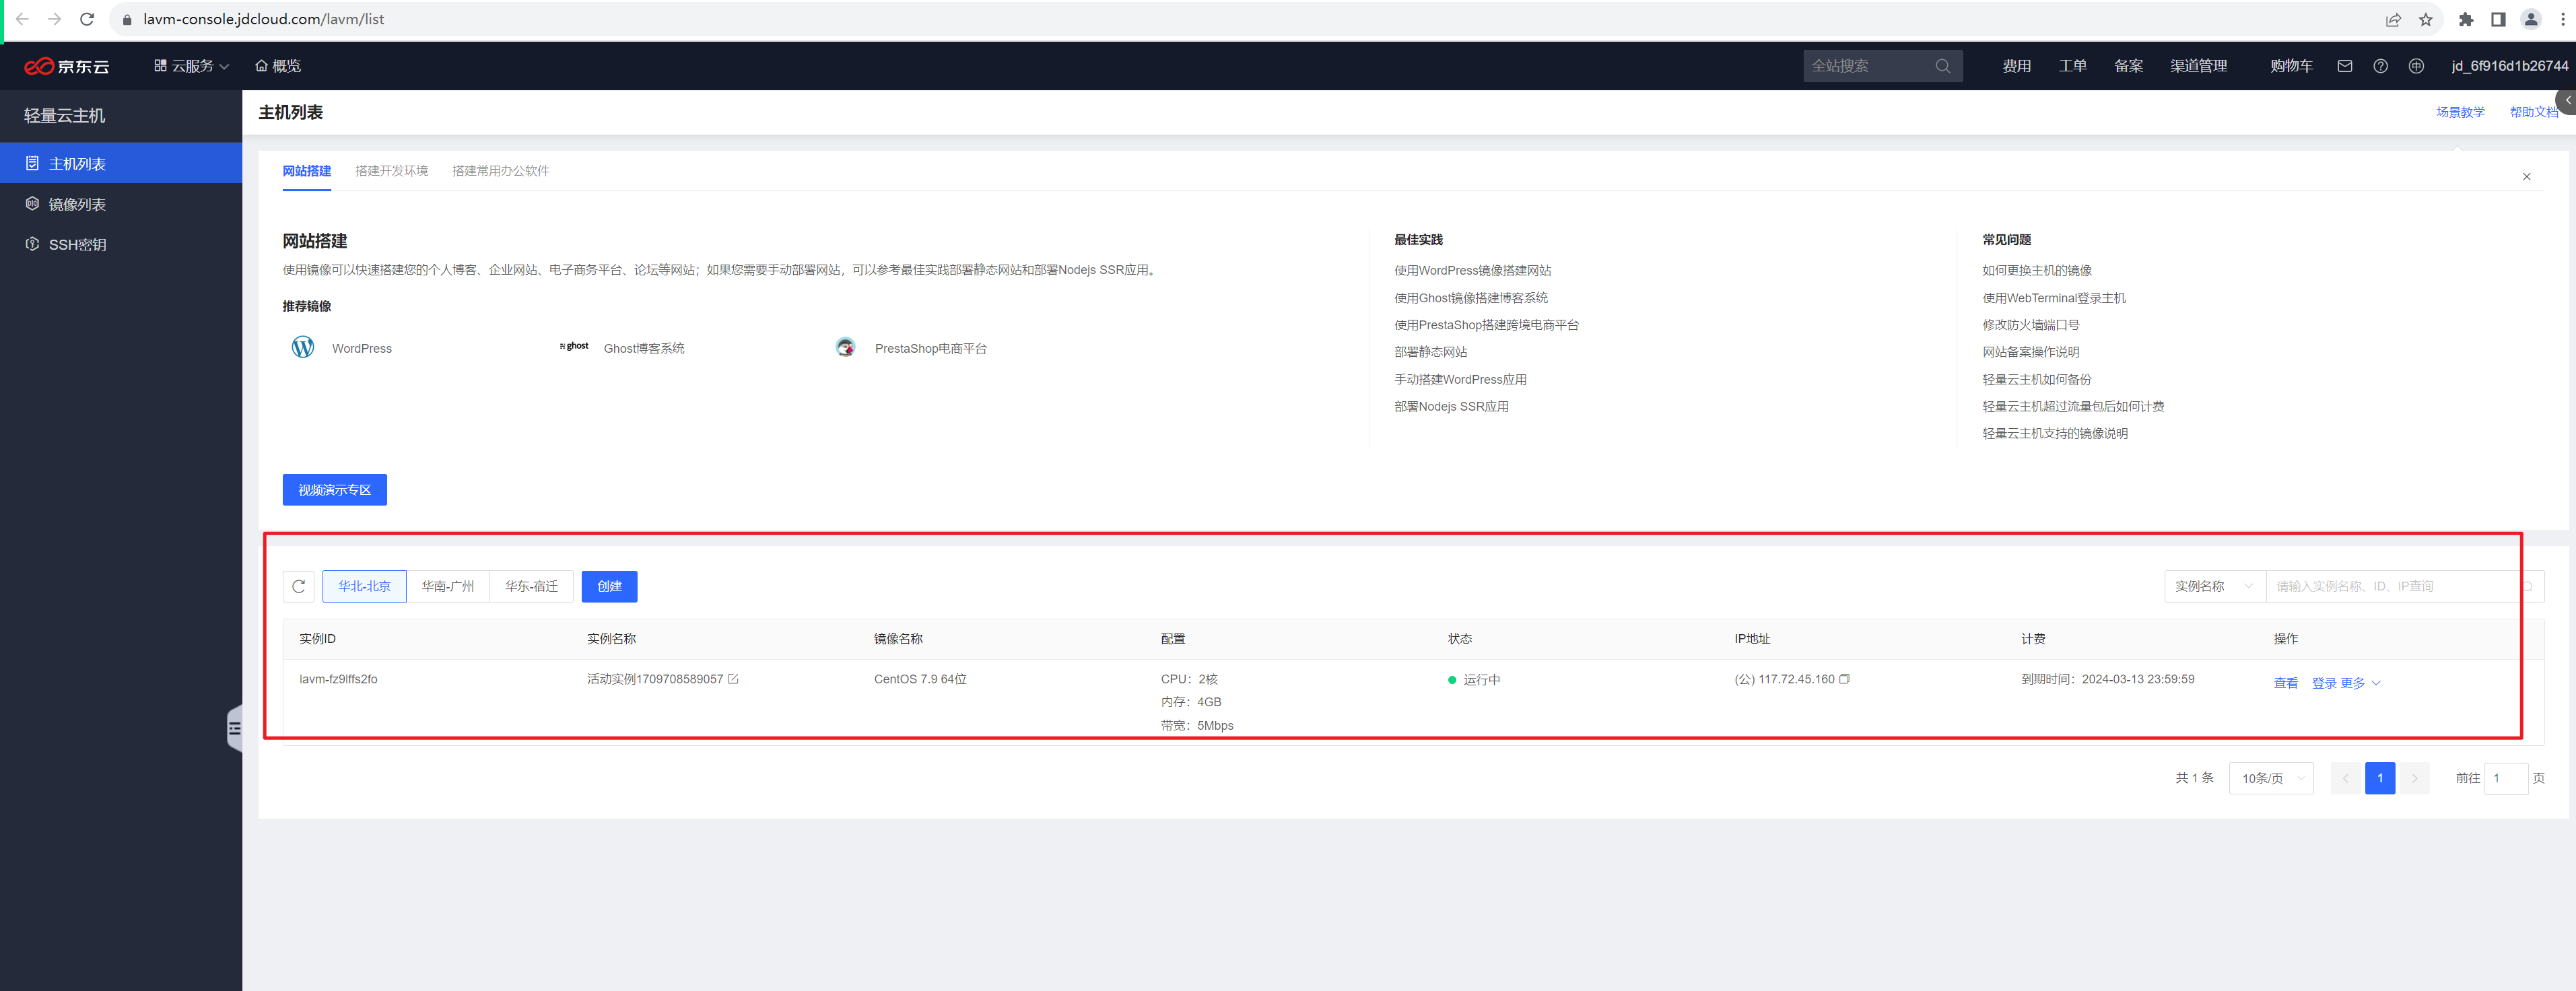 lavm-console.jdcloud.com/lavm/list
京东云 云服务 概览 全站搜索 费用 工单 备案 渠道管理 购物车 jd_6f916d1b26744
轻量云主机
主机列表
镜像列表
SSH密钥
主机列表 场景教学 帮助文档
网站搭建 搭建开发环境 搭建常用办公软件
网站搭建
使用镜像可以快速搭建您的个人博客、企业网站、电子商务平台、论坛等网站；如果您需要手动部署网站，可以参考最佳实践部署静态网站和部署Nodejs SSR应用。
推荐镜像
WordPress
ghost Ghost博客系统
PrestaShop电商平台
视频演示专区
最佳实践
使用WordPress镜像搭建网站
使用Ghost镜像搭建博客系统
使用PrestaShop搭建跨境电商平台
部署静态网站
手动搭建WordPress应用
部署Nodejs SSR应用
常见问题
如何更换主机的镜像
使用WebTerminal登录主机
修改防火墙端口号
网站备案操作说明
轻量云主机如何备份
轻量云主机超过流量包后如何计费
轻量云主机支持的镜像说明
华北-北京 华南-广州 华东-宿迁 创建 实例名称 请输入实例名称、ID、IP查询
实例ID 实例名称 镜像名称 配置 状态 IP地址 计费 操作
lavm-fz9lffs2fo 活动实例1709708589057 CentOS 7.9 64位 CPU：2核 运行中 (公) 117.72.45.160 到期时间：2024-03-13 23:59:59 查看 登录 更多
内存：4GB
带宽：5Mbps
共 1 条 10条/页 1 前往 1 页